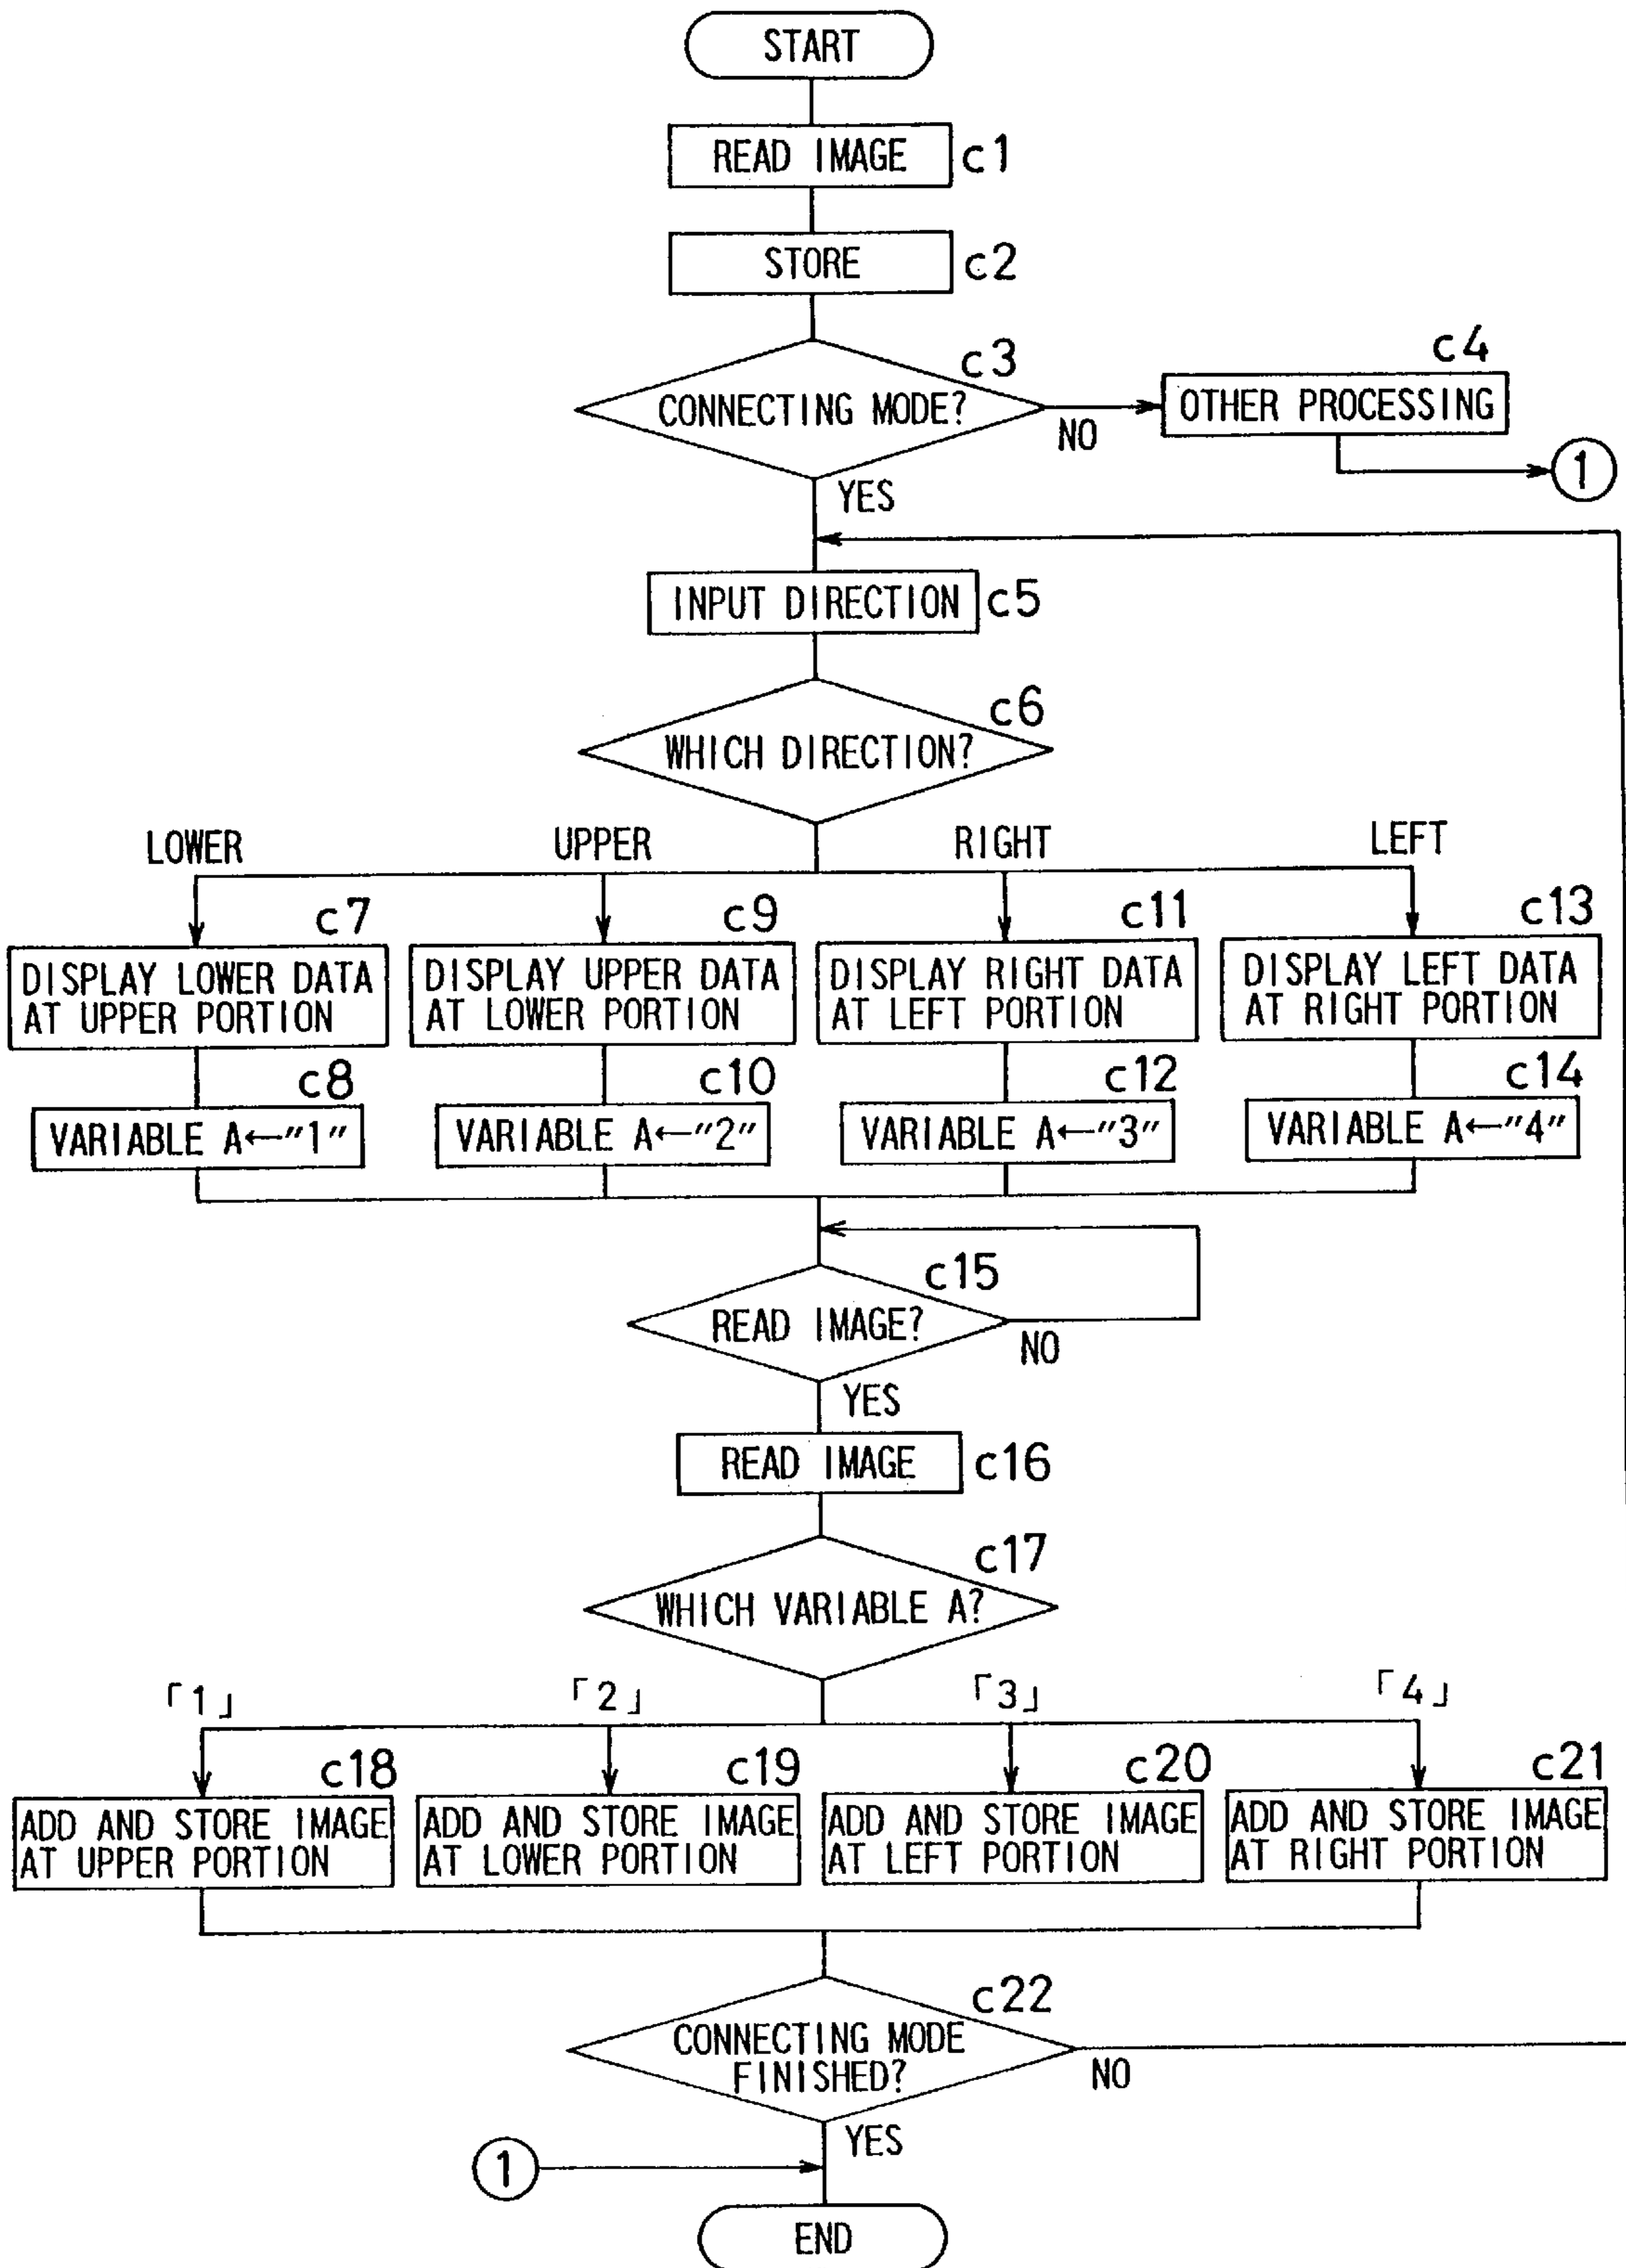 START
READ IMAGE c1
STORE c2
c3
c4
CONNECTING MODE?
OTHER PROCESSING
NO
1
YES
INPUT DIRECTION c5
c6
WHICH DIRECTION?
LOWER UPPER RIGHT LEFT
c7 c9 c11 c13
DISPLAY LOWER DATA
AT UPPER PORTION
DISPLAY UPPER DATA
AT LOWER PORTION
DISPLAY RIGHT DATA
AT LEFT PORTION
DISPLAY LEFT DATA
AT RIGHT PORTION
c8 c10 c12 c14
VARIABLE A←"1"
VARIABLE A←"2"
VARIABLE A←"3"
VARIABLE A←"4"
c15
READ IMAGE?
NO
YES
READ IMAGE c16
c17
WHICH VARIABLE A?
「1」 「2」 「3」 「4」
c18 c19 c20 c21
ADD AND STORE IMAGE
AT UPPER PORTION
ADD AND STORE IMAGE
AT LOWER PORTION
ADD AND STORE IMAGE
AT LEFT PORTION
ADD AND STORE IMAGE
AT RIGHT PORTION
c22
CONNECTING MODE
FINISHED?
NO
YES
1
END